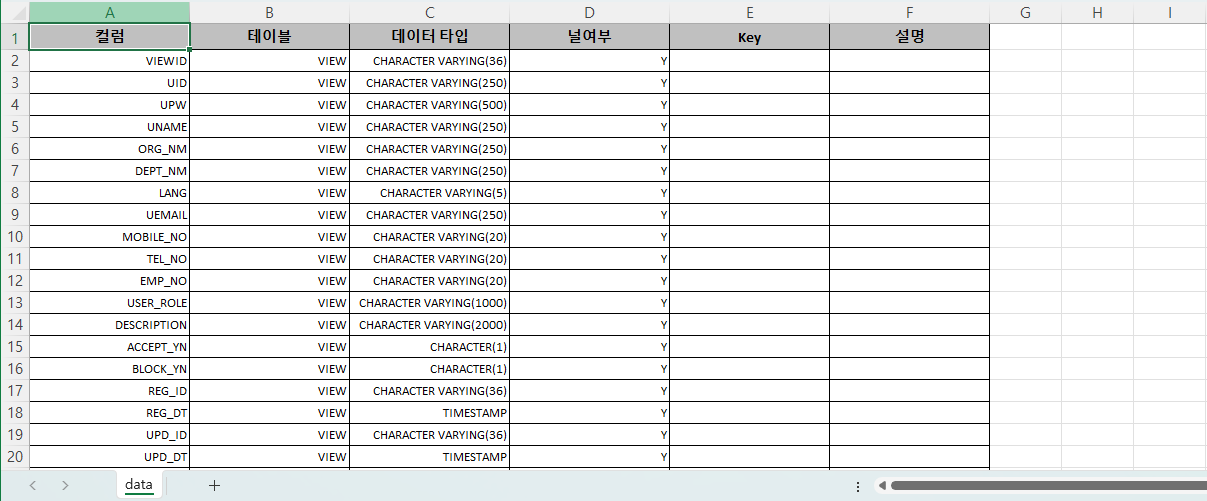 A B C D E F G H I
1 컬럼 테이블 데이터 타입 널여부 Key 설명
2 VIEWID VIEW CHARACTER VARYING(36) Y
3 UID VIEW CHARACTER VARYING(250) Y
4 UPW VIEW CHARACTER VARYING(500) Y
5 UNAME VIEW CHARACTER VARYING(250) Y
6 ORG_NM VIEW CHARACTER VARYING(250) Y
7 DEPT_NM VIEW CHARACTER VARYING(250) Y
8 LANG VIEW CHARACTER VARYING(5) Y
9 UEMAIL VIEW CHARACTER VARYING(250) Y
10 MOBILE_NO VIEW CHARACTER VARYING(20) Y
11 TEL_NO VIEW CHARACTER VARYING(20) Y
12 EMP_NO VIEW CHARACTER VARYING(20) Y
13 USER_ROLE VIEW CHARACTER VARYING(1000) Y
14 DESCRIPTION VIEW CHARACTER VARYING(2000) Y
15 ACCEPT_YN VIEW CHARACTER(1) Y
16 BLOCK_YN VIEW CHARACTER(1) Y
17 REG_ID VIEW CHARACTER VARYING(36) Y
18 REG_DT VIEW TIMESTAMP Y
19 UPD_ID VIEW CHARACTER VARYING(36) Y
20 UPD_DT VIEW TIMESTAMP Y
data